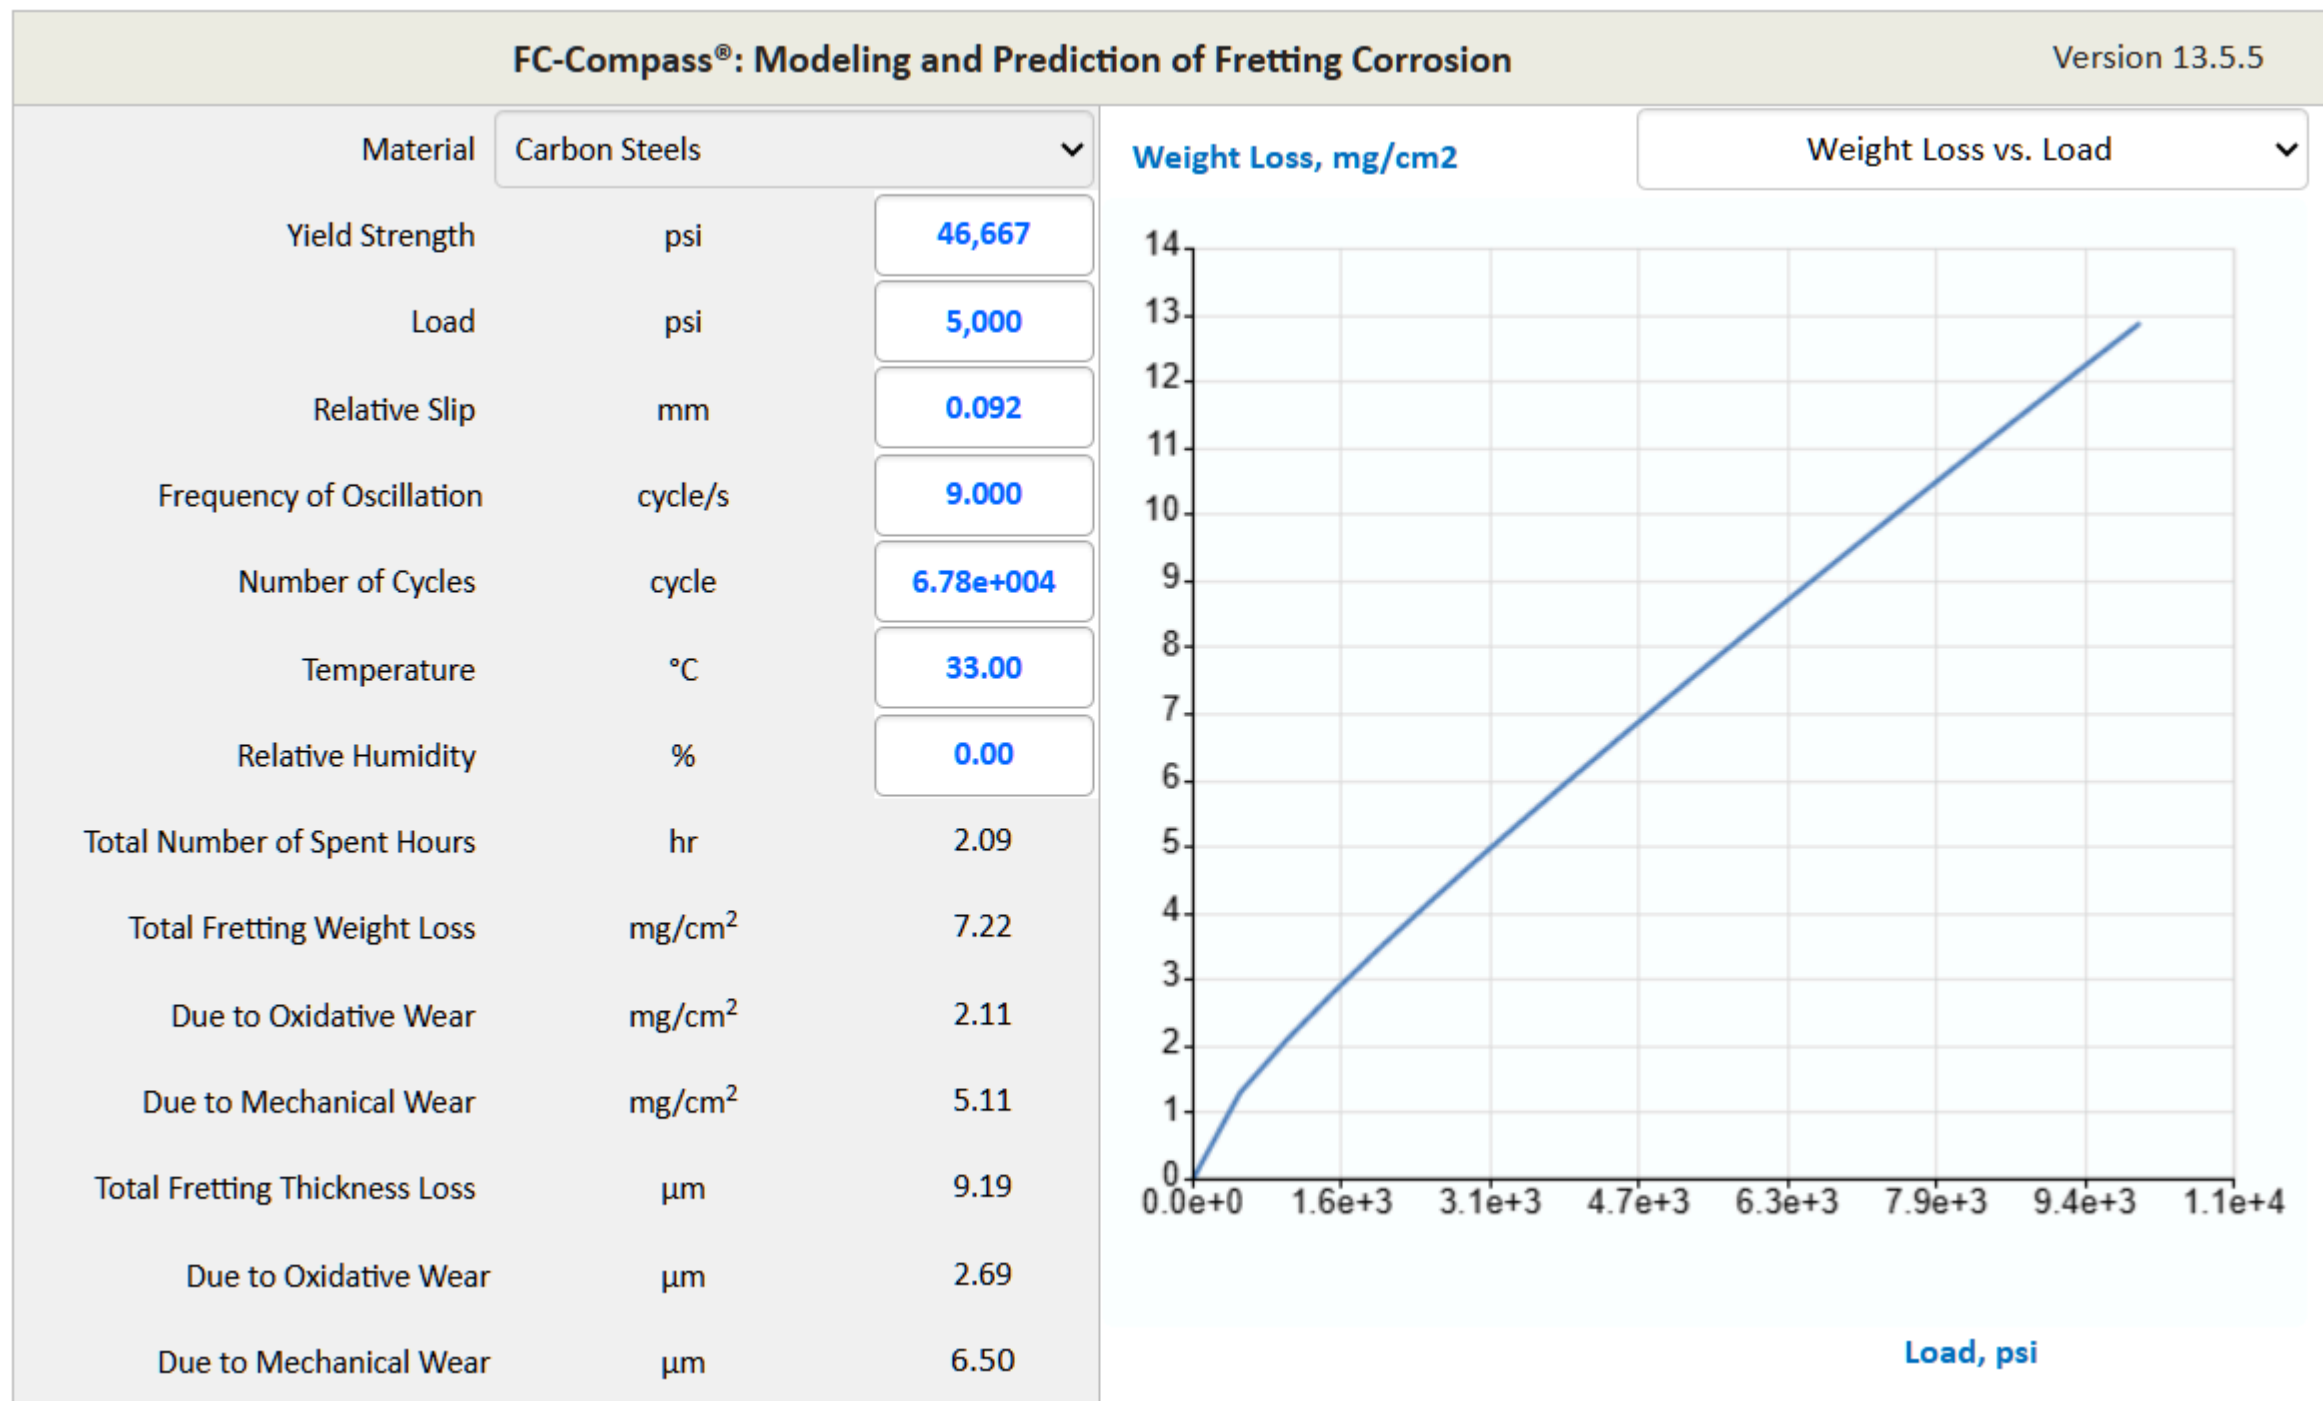 FC-Compass®: Modeling and Prediction of Fretting Corrosion
Version 13.5.5
Material Carbon Steels
Yield Strength psi 46,667
Load psi 5,000
Relative Slip mm 0.092
Frequency of Oscillation cycle/s 9.000
Number of Cycles cycle 6.78e+004
Temperature °C 33.00
Relative Humidity % 0.00
Total Number of Spent Hours hr 2.09
Total Fretting Weight Loss mg/cm² 7.22
Due to Oxidative Wear mg/cm² 2.11
Due to Mechanical Wear mg/cm² 5.11
Total Fretting Thickness Loss µm 9.19
Due to Oxidative Wear µm 2.69
Due to Mechanical Wear µm 6.50
Weight Loss, mg/cm2
Weight Loss vs. Load
14
13
12
11
10
9
8
7
6
5
4
3
2
1
0
0.0e+0 1.6e+3 3.1e+3 4.7e+3 6.3e+3 7.9e+3 9.4e+3 1.1e+4
Load, psi